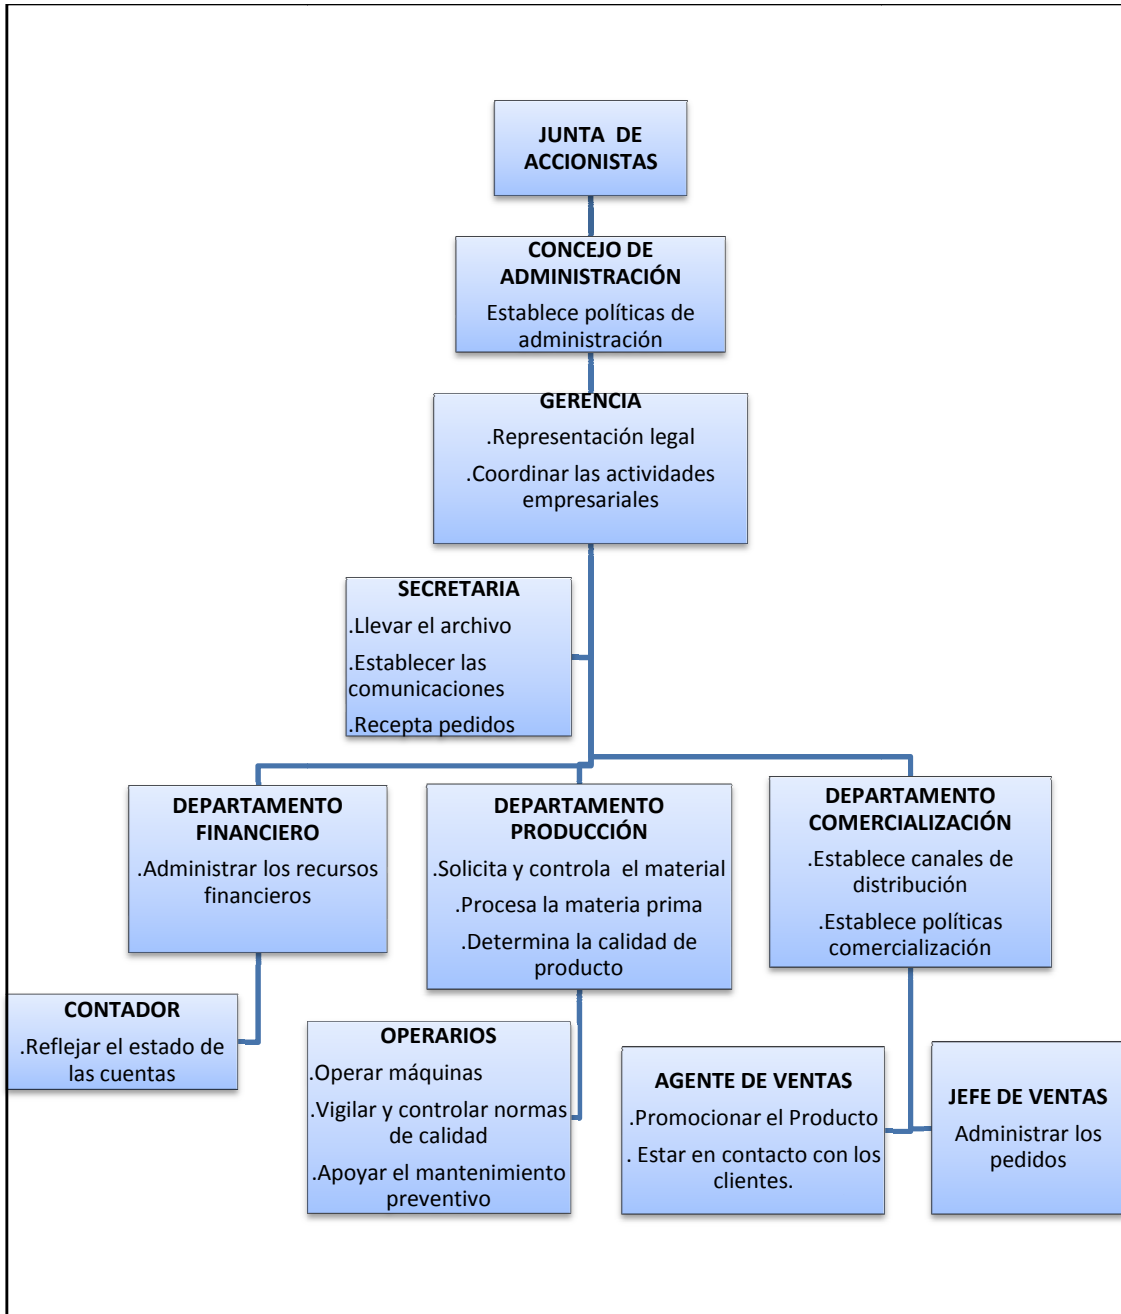 JUNTA DE
ACCIONISTAS
CONCEJO DE
ADMINISTRACIÓN
Establece políticas de
administración
GERENCIA
.Representación legal
.Coordinar las actividades
empresariales
SECRETARIA
.Llevar el archivo
.Establecer las
comunicaciones
.Recepta pedidos
DEPARTAMENTO
FINANCIERO
.Administrar los recursos
financieros
DEPARTAMENTO
PRODUCCIÓN
.Solicita y controla el material
.Procesa la materia prima
.Determina la calidad de
producto
DEPARTAMENTO
COMERCIALIZACIÓN
.Establece canales de
distribución
.Establece políticas
comercialización
CONTADOR
.Reflejar el estado de
las cuentas
OPERARIOS
.Operar máquinas
.Vigilar y controlar normas
de calidad
.Apoyar el mantenimiento
preventivo
AGENTE DE VENTAS
.Promocionar el Producto
. Estar en contacto con los
clientes.
JEFE DE VENTAS
Administrar los
pedidos